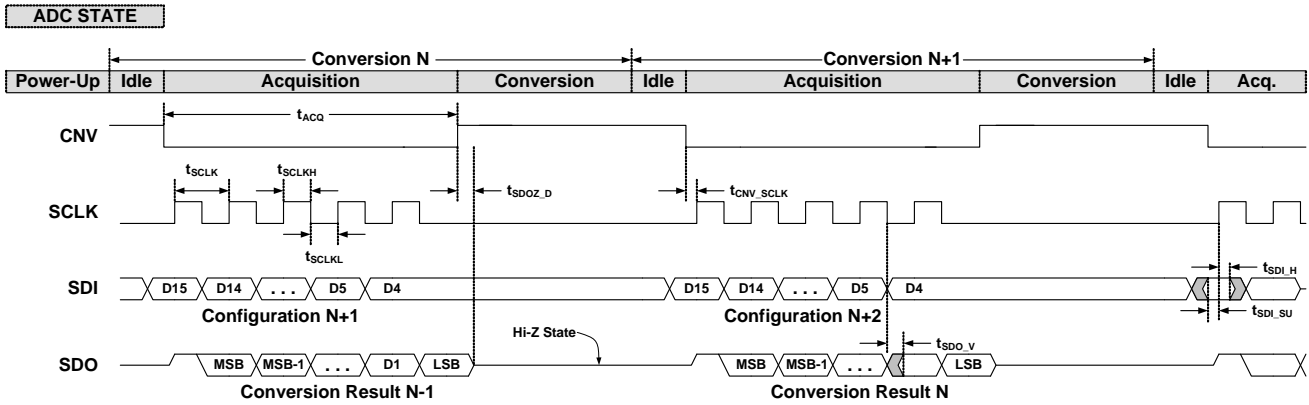 ADC STATE
Conversion N
Conversion N+1
Power-Up Idle Acquisition Conversion Idle Acquisition Conversion Idle Acq.
CNV
tACQ
tSCLK
tSCLKH
tSDOZ_D
tCNV_SCLK
SCLK
tSCLKL
tSDI_H
SDI
D15 D14 . . . D5 D4
D15 D14 . . . D5 D4
tSDI_SU
Configuration N+1
Configuration N+2
Hi-Z State
tSDO_V
SDO
MSB MSB-1 . . . D1 LSB
MSB MSB-1 . . . LSB
Conversion Result N-1
Conversion Result N